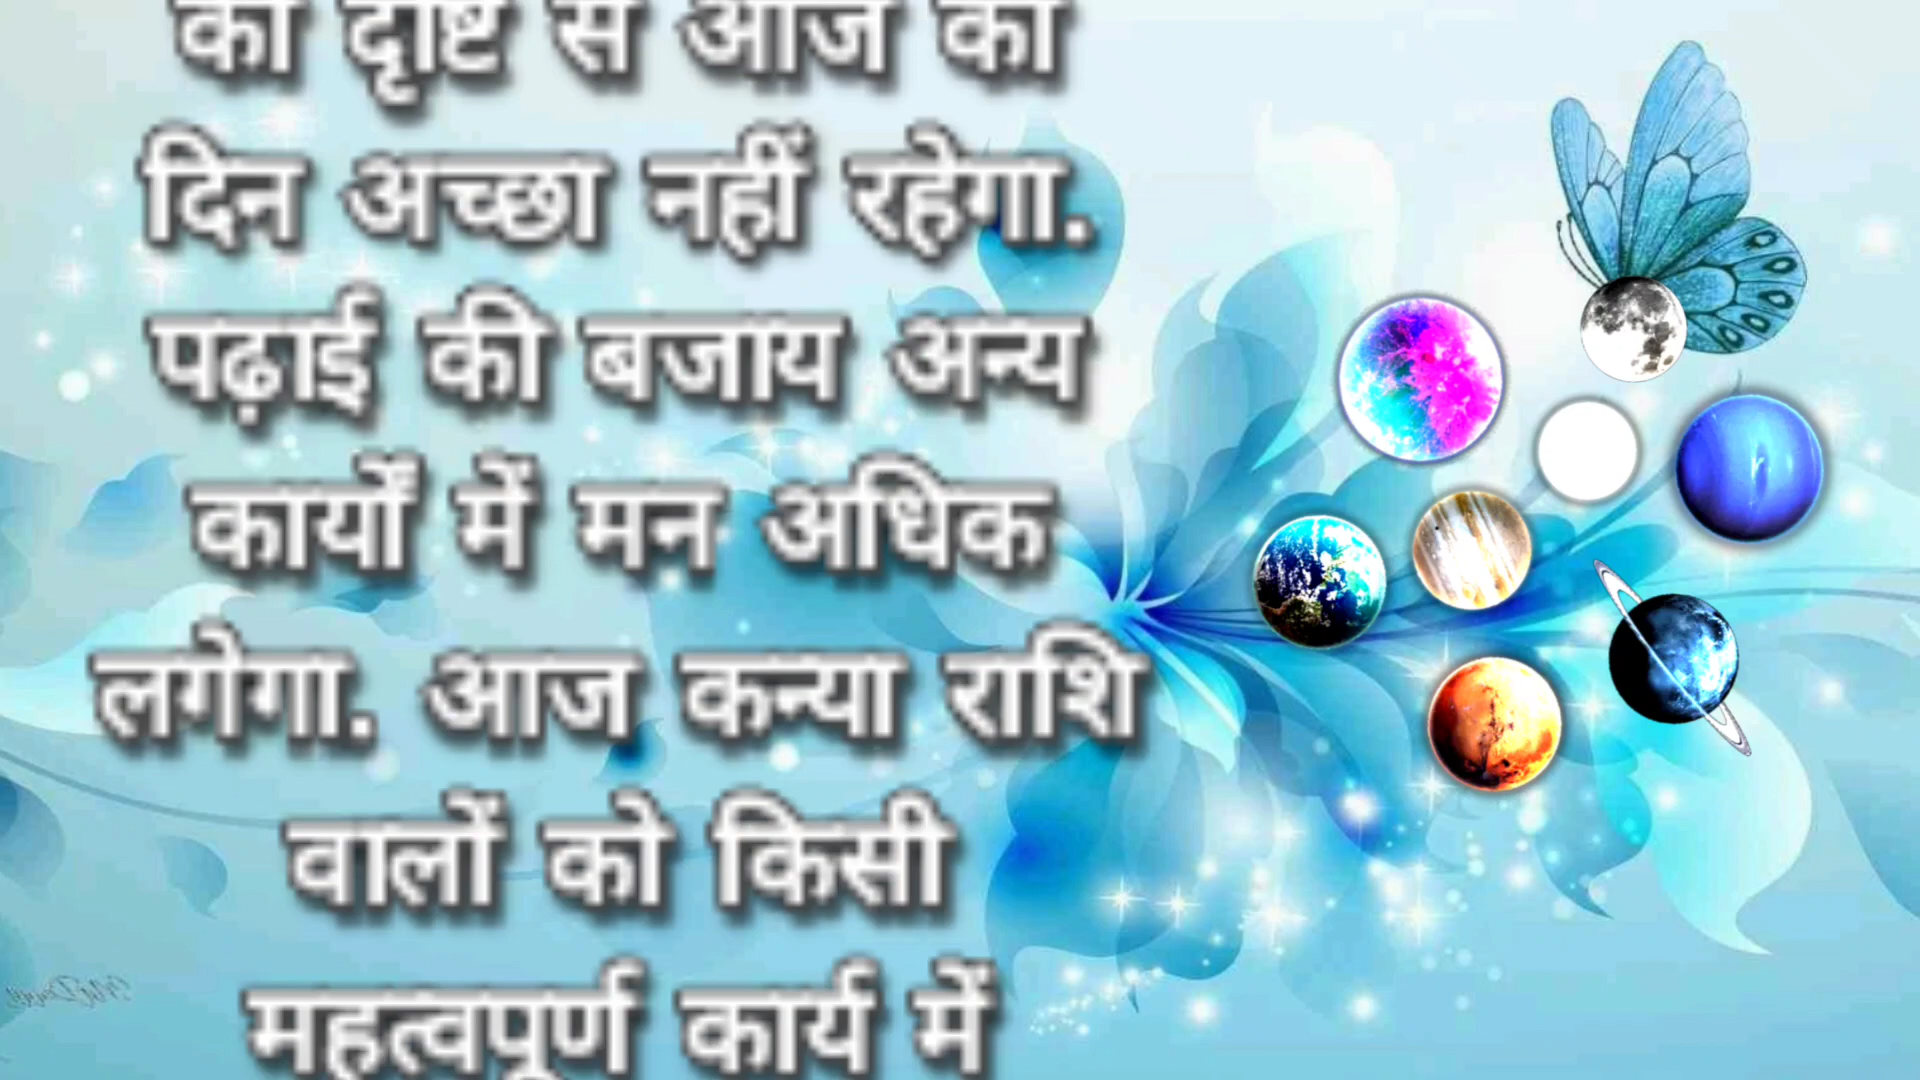 दृष्टि से आज का
दिन अच्छा नहीं रहेगा.
पढ़ाई की बजाय अन्य
कार्यों में मन अधिक
लगेगा. आज कन्या राशि
वालों को किसी
महत्वपूर्ण कार्य में